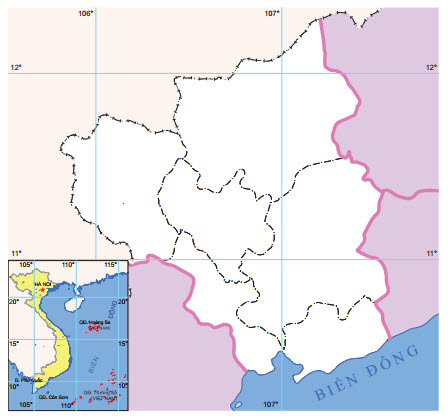 106°
107°
12°
12°
11°
11°
105°
110°
115°
HÀ NỘI
20°
20°
QĐ. Hoàng Sa
BIỂN
ĐÔNG
15°
15°
Đ. Phú Quốc
10°
10°
QĐ. Côn Sơn
105°
110°
107°
BIỂN ĐÔNG